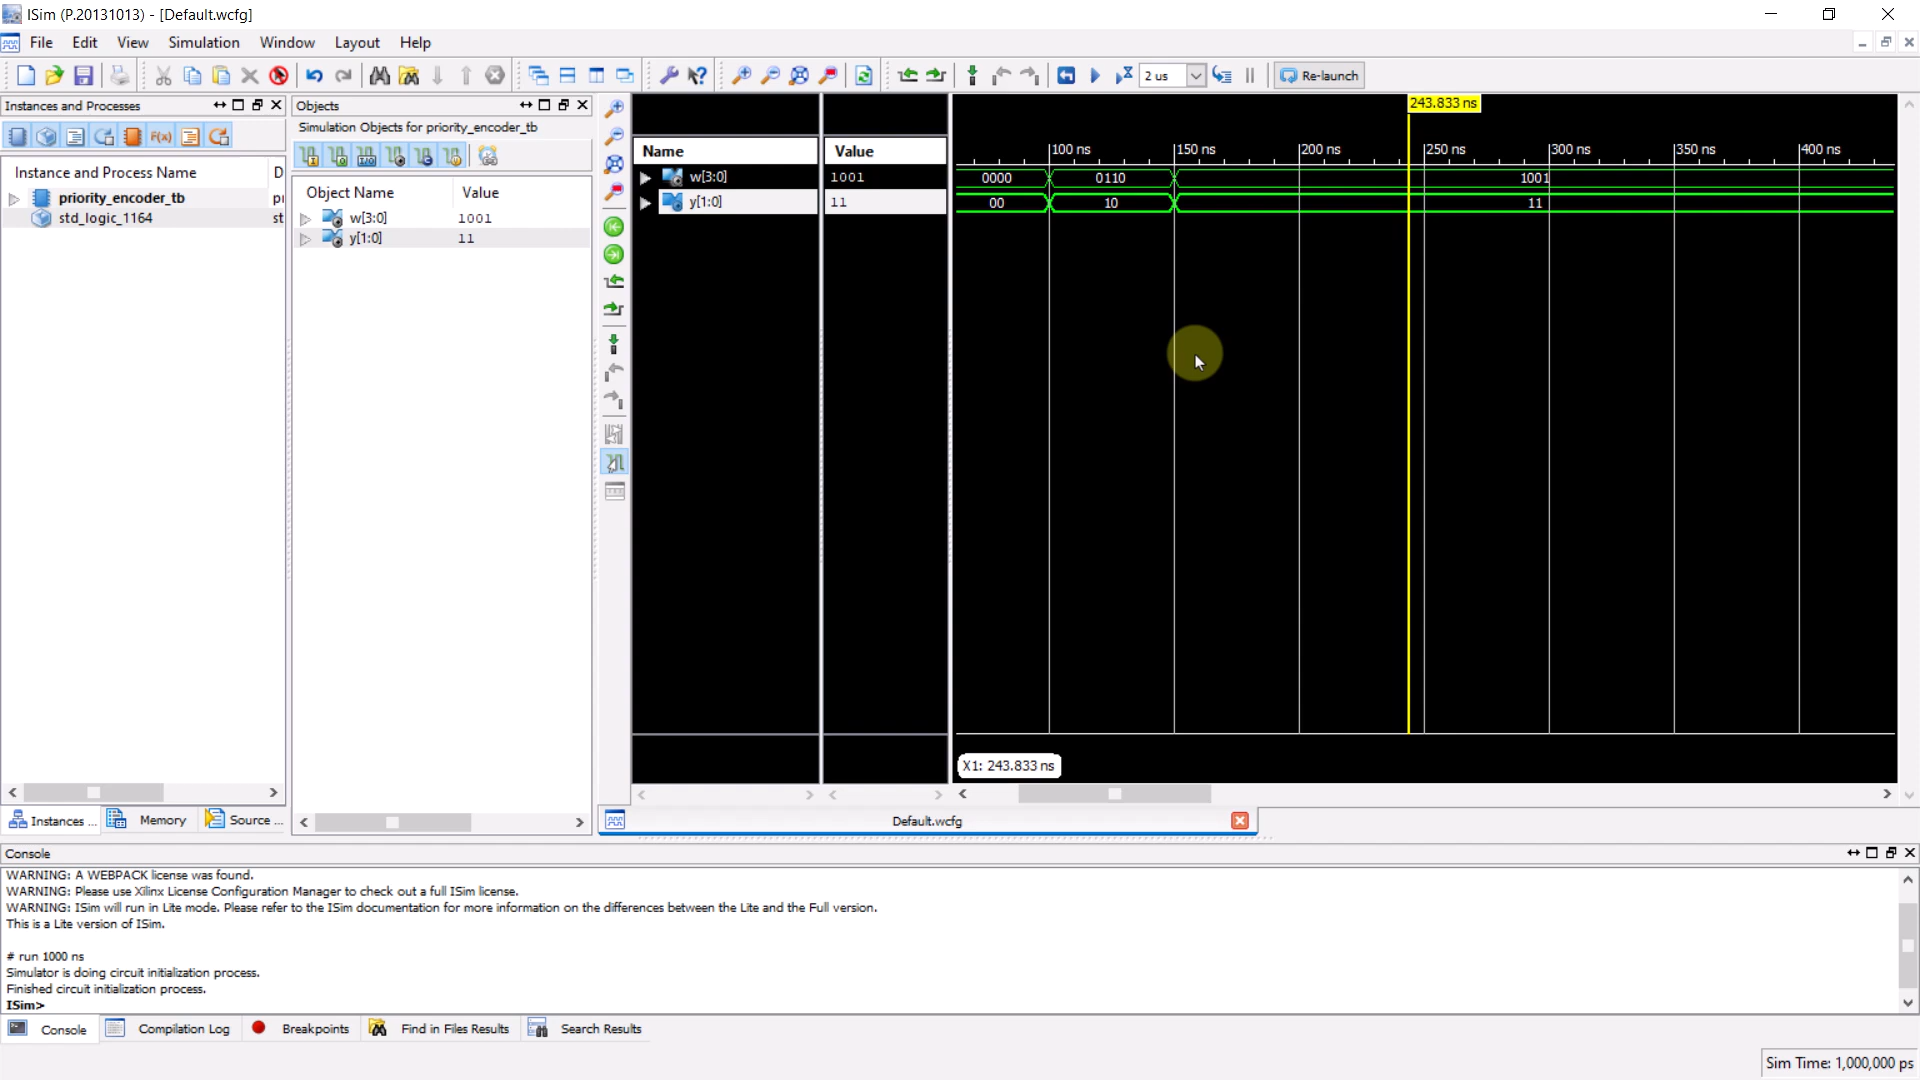 ISim (P.20131013) - [Default.wcfg]
File Edit View Simulation Window Layout Help
2 us
Re-launch
Instances and Processes
Objects
Simulation Objects for priority_encoder_tb
F(x)
Instance and Process Name
D
priority_encoder_tb
std_logic_1164
st
Object Name Value
w[3:0] 1001
y[1:0] 11
Name Value
w[3:0] 1001
y[1:0] 11
243.833 ns
100 ns 150 ns 200 ns 250 ns 300 ns 350 ns 400 ns
0000 0110 1001
00 10 11
X1: 243.833 ns
Instances ... Memory Source ...
Default.wcfg
Console
WARNING: A WEBPACK license was found.
WARNING: Please use Xilinx License Configuration Manager to check out a full ISim license.
WARNING: ISim will run in Lite mode. Please refer to the ISim documentation for more information on the differences between the Lite and the Full version.
This is a Lite version of ISim.
# run 1000 ns
Simulator is doing circuit initialization process.
Finished circuit initialization process.
ISim>
Console Compilation Log Breakpoints Find in Files Results Search Results
Sim Time: 1,000,000 ps